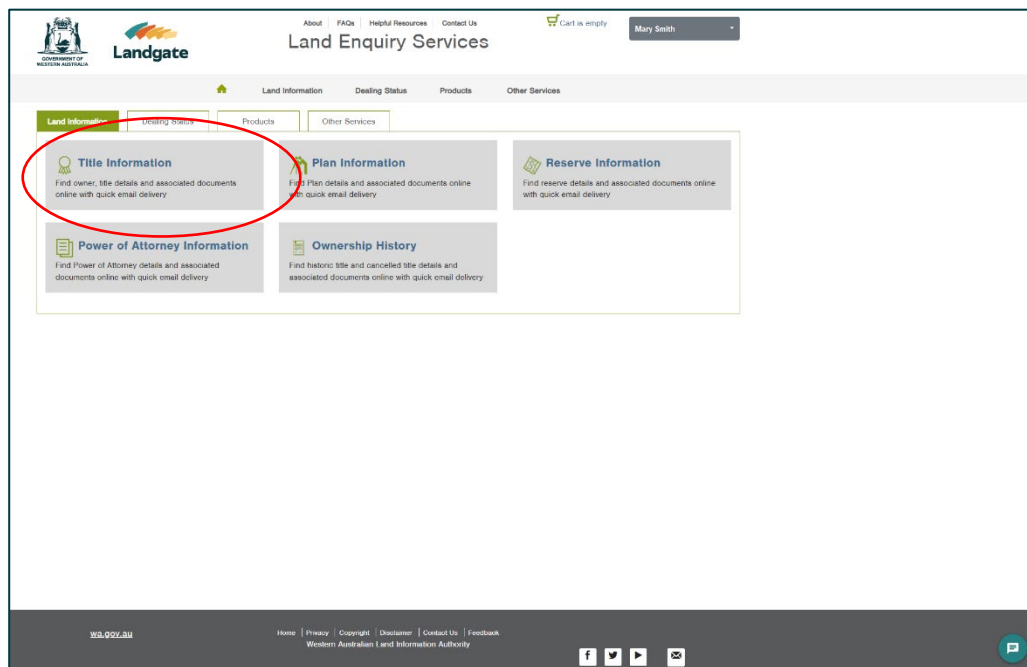 GOVERNMENT OF
WESTERN AUSTRALIA
Landgate
About FAQs Helpful Resources Contact Us
Land Enquiry Services
Cart is empty
Mary Smith
Land Information Dealing Status Products Other Services
Land Information Dealing Status Products Other Services
Title Information
Find owner, title details and associated documents
online with quick email delivery
Plan Information
Find Plan details and associated documents online
with quick email delivery
Reserve Information
Find reserve details and associated documents online
with quick email delivery
Power of Attorney Information
Find Power of Attorney details and associated
documents online with quick email delivery
Ownership History
Find historic title and cancelled title details and
associated documents online with quick email delivery
wa.gov.au
Home | Privacy | Copyright | Disclaimer | Contact Us | Feedback
Western Australian Land Information Authority